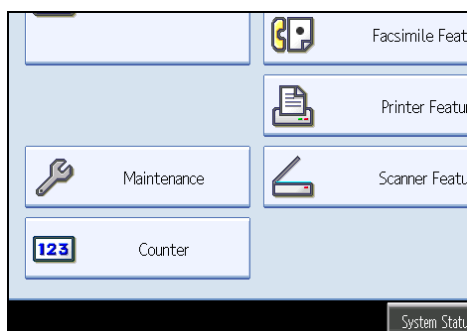 Facsimile Feat
Printer Featu
Maintenance
Scanner Featu
123
Counter
System Statu